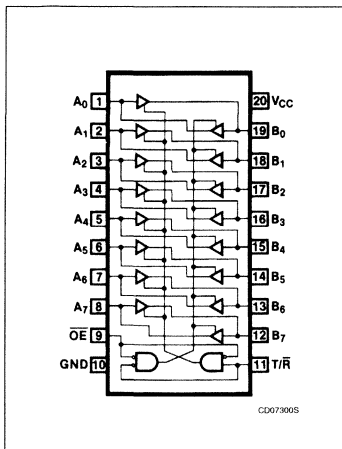 A0 1 20 VCC
A1 2 19 B0
A2 3 18 B1
A3 4 17 B2
A4 5 16 B3
A5 6 15 B4
A6 7 14 B5
A7 8 13 B6
OE 9 12 B7
GND 10 11 T/R
CD07300S